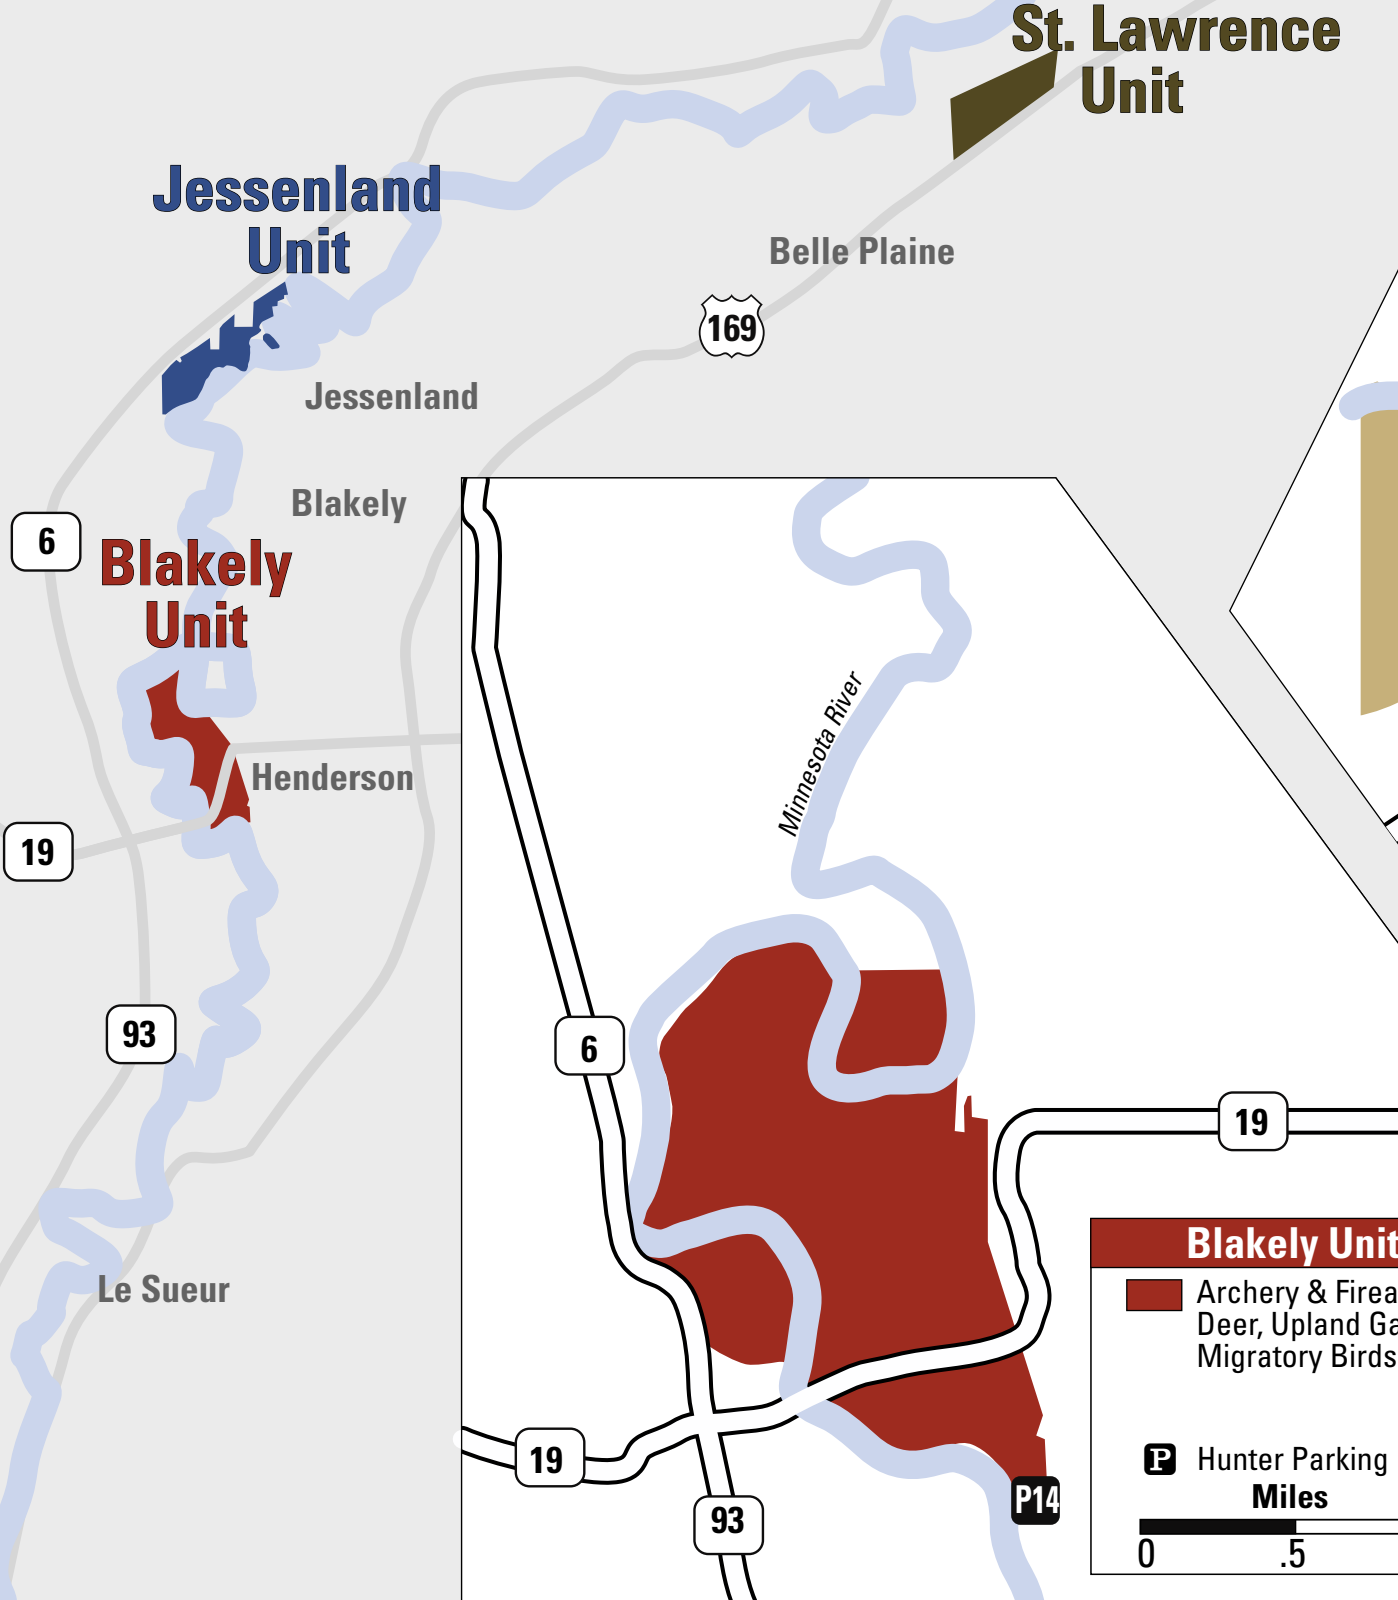 St. Lawrence
Unit
Jessenland
Unit
Belle Plaine
169
Jessenland
Blakely
6
Blakely
Unit
Minnesota River
Henderson
19
93
6
19
Le Sueur
Blakely Unit
Archery & Firea
Deer, Upland Ga
Migratory Birds
P Hunter Parking
Miles
0 .5
19
P14
93